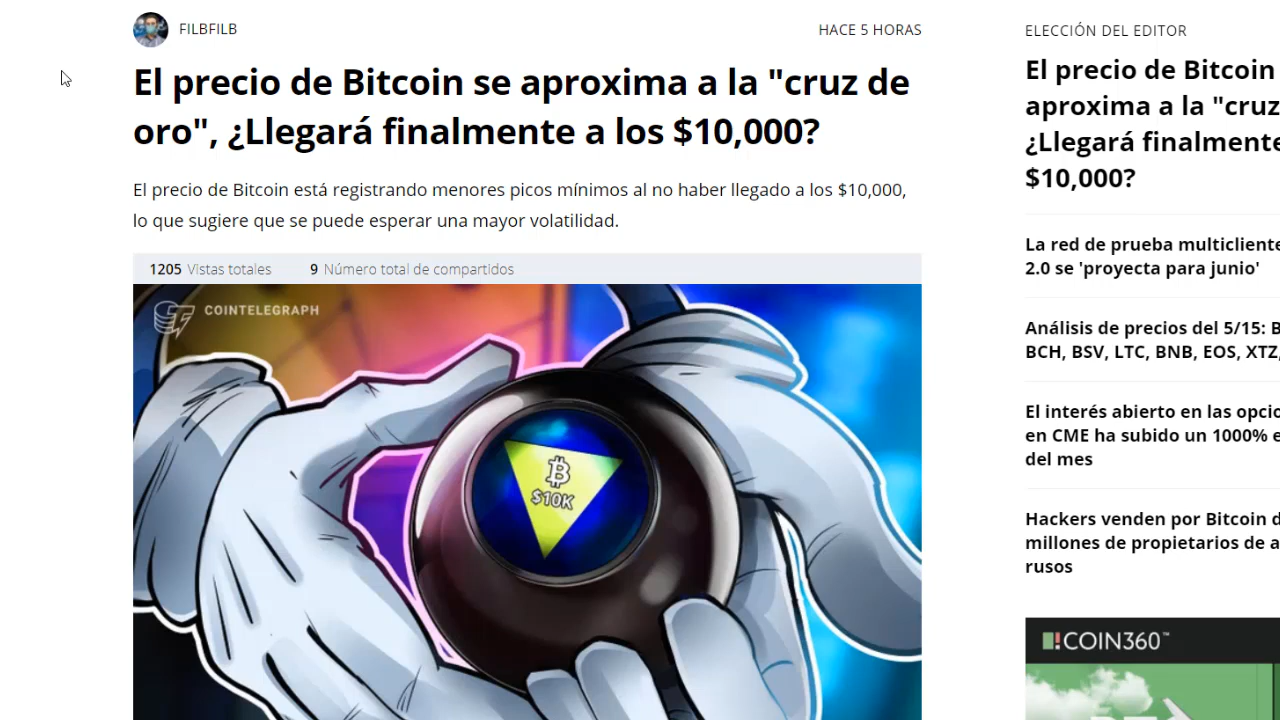 FILBFILB
HACE 5 HORAS
El precio de Bitcoin se aproxima a la "cruz de
oro", ¿Llegará finalmente a los $10,000?
El precio de Bitcoin está registrando menores picos mínimos al no haber llegado a los $10,000,
lo que sugiere que se puede esperar una mayor volatilidad.
1205 Vistas totales
9 Número total de compartidos
COINTELEGRAPH
$10K
ELECCIÓN DEL EDITOR
El precio de Bitcoin
aproxima a la "cruz
¿Llegará finalmente
$10,000?
La red de prueba multicliente
2.0 se 'proyecta para junio'
Análisis de precios del 5/15: B
BCH, BSV, LTC, BNB, EOS, XTZ,
El interés abierto en las opcio
en CME ha subido un 1000% e
del mes
Hackers venden por Bitcoin d
millones de propietarios de a
rusos
COIN360™